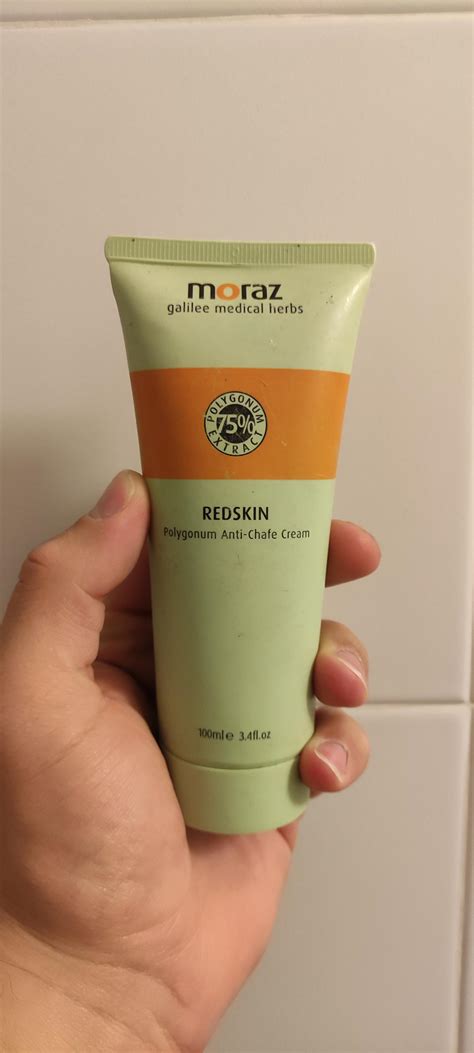 moraz
galilee medical herbs
POLYGONUM
75%
EXTRACT
REDSKIN
Polygonum Anti-Chafe Cream
100ml e 3.4fl.oz